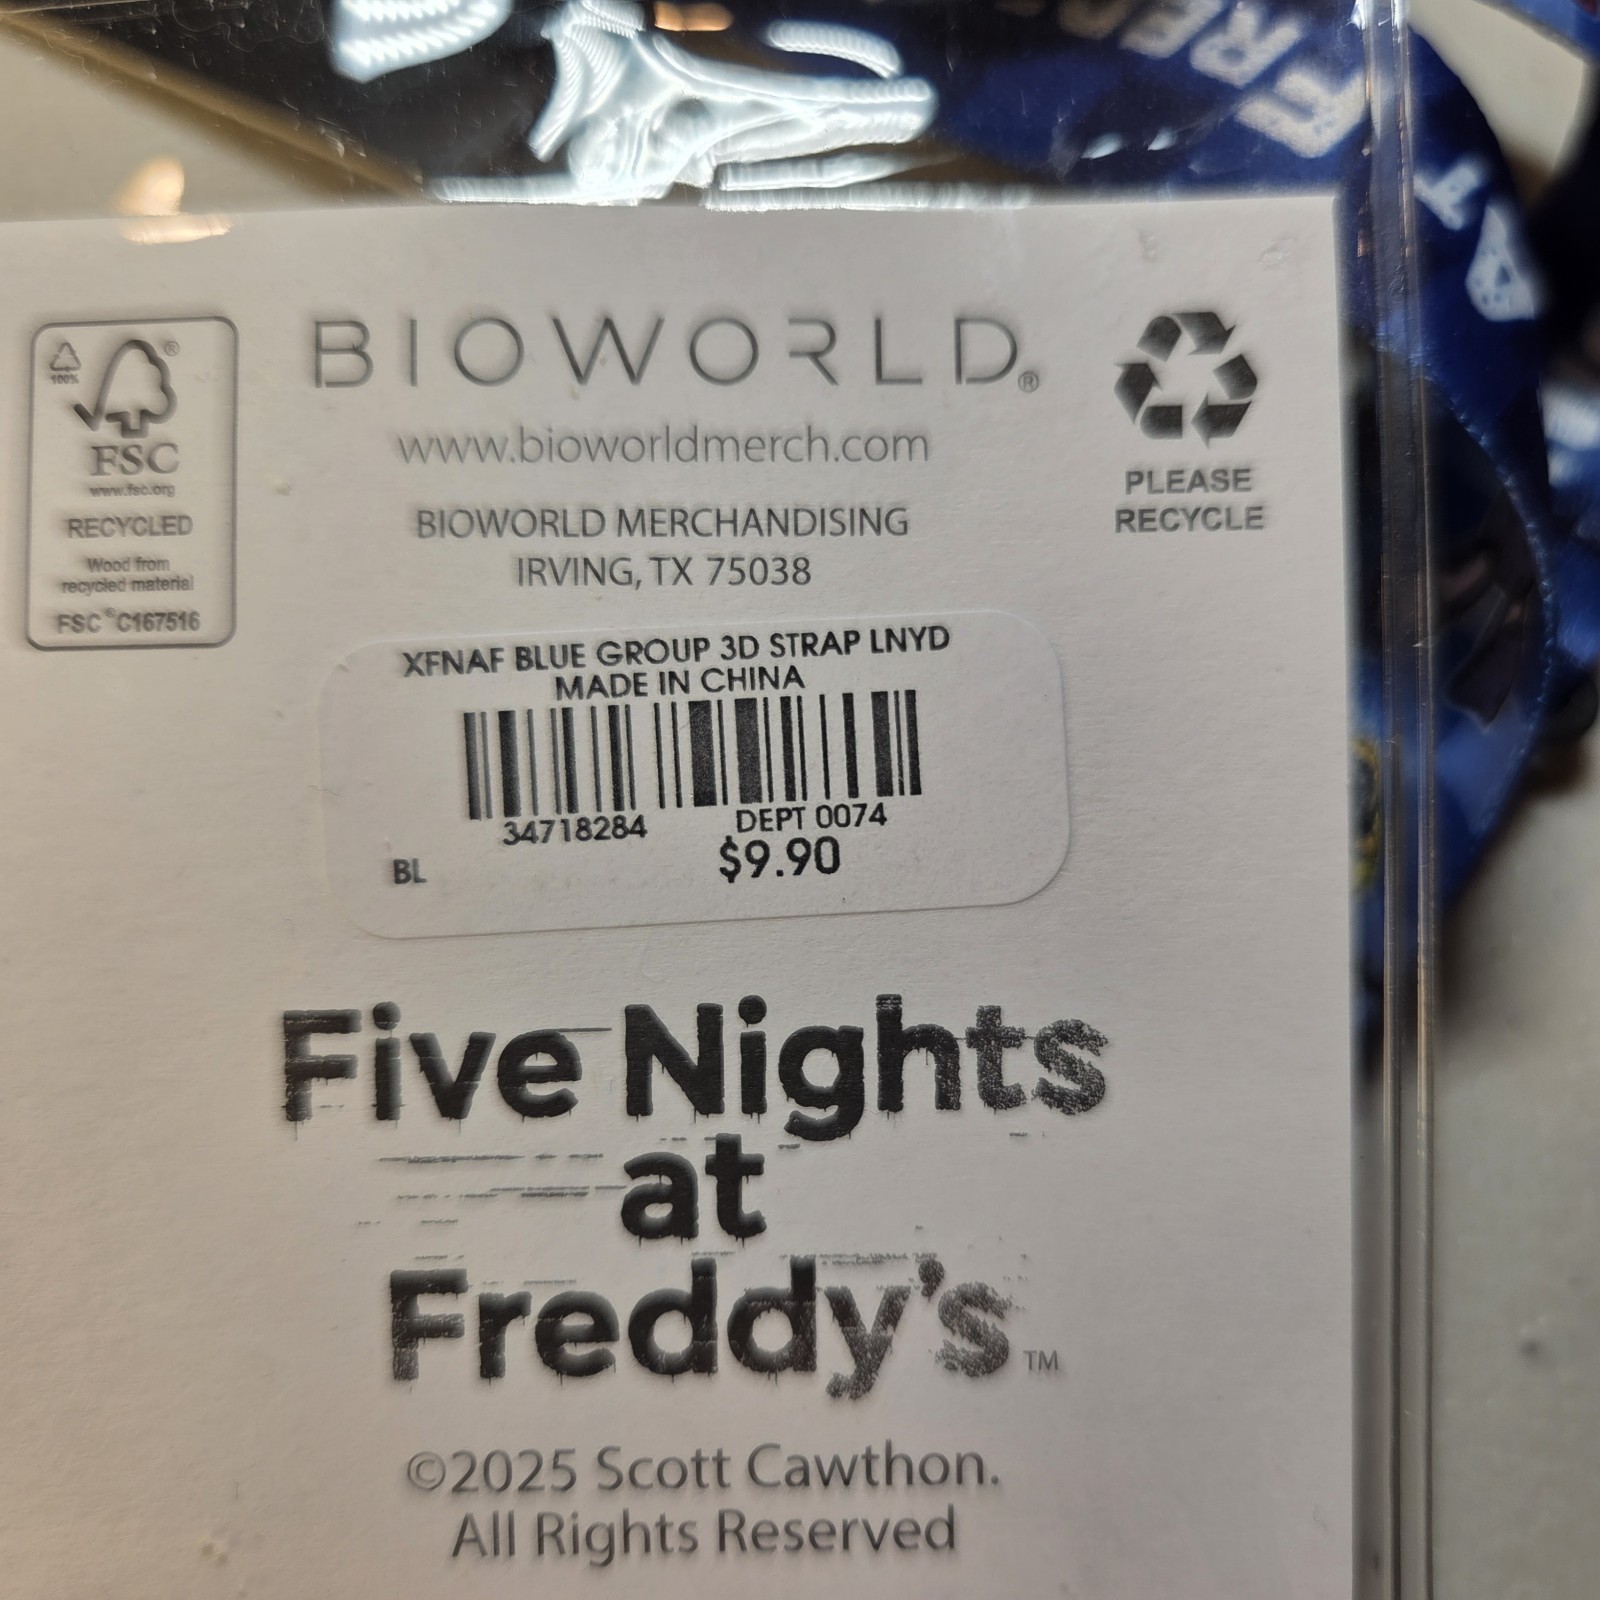 100%
FSC
www.fsc.org
RECYCLED
Wood from
recycled material
FSC® C167516
BIOWORLD®
www.bioworldmerch.com
BIOWORLD MERCHANDISING
IRVING, TX 75038
PLEASE
RECYCLE
XFNAF BLUE GROUP 3D STRAP LNYD
MADE IN CHINA
34718284 DEPT 0074
BL $9.90
Five Nights
at
Freddy's™
©2025 Scott Cawthon.
All Rights Reserved